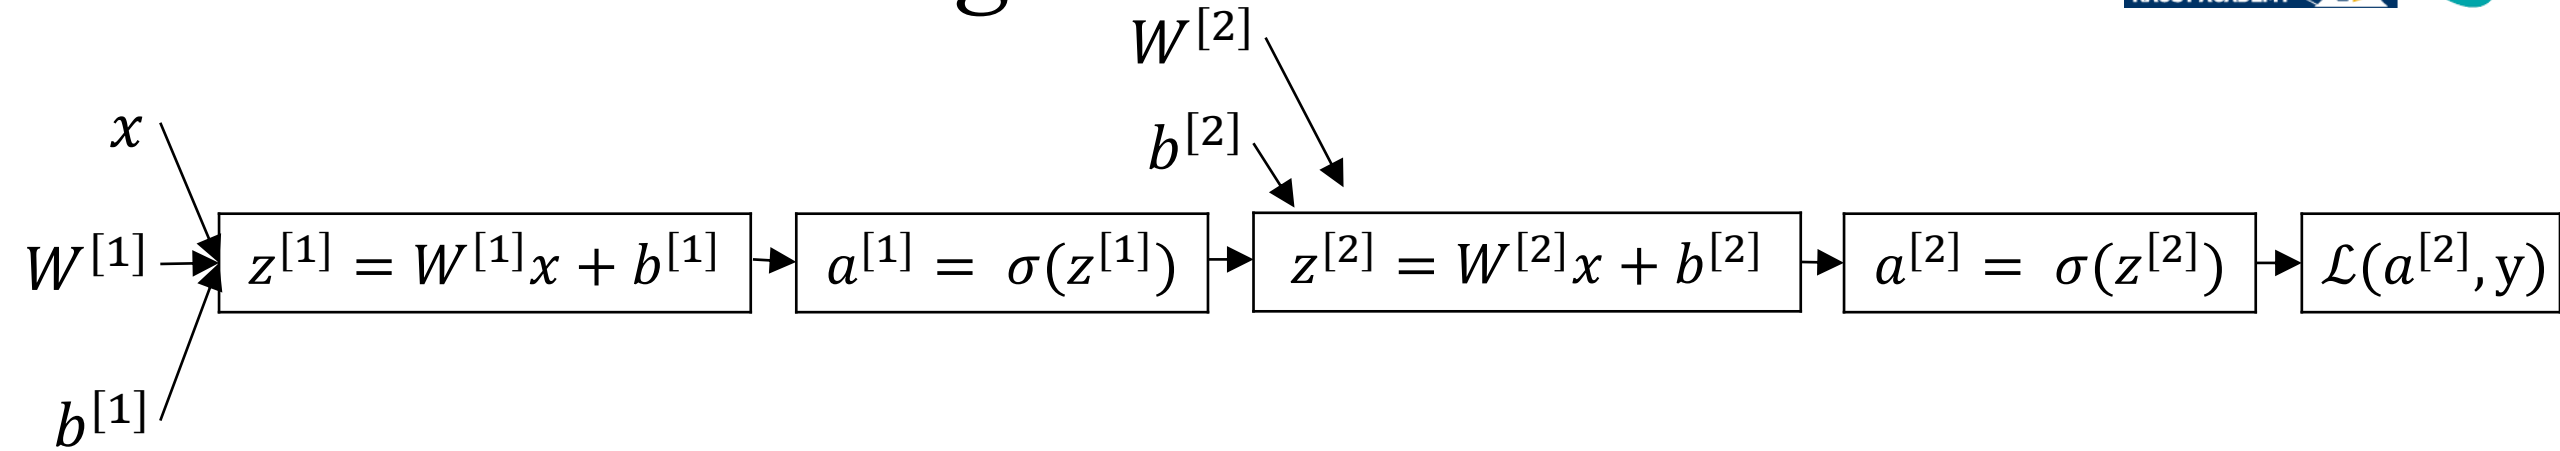 W^{[2]}
x
b^{[2]}
W^{[1]}
z^{[1]} = W^{[1]}x + b^{[1]}
a^{[1]} = σ(z^{[1]})
z^{[2]} = W^{[2]}x + b^{[2]}
a^{[2]} = σ(z^{[2]})
ℒ(a^{[2]}, y)
b^{[1]}